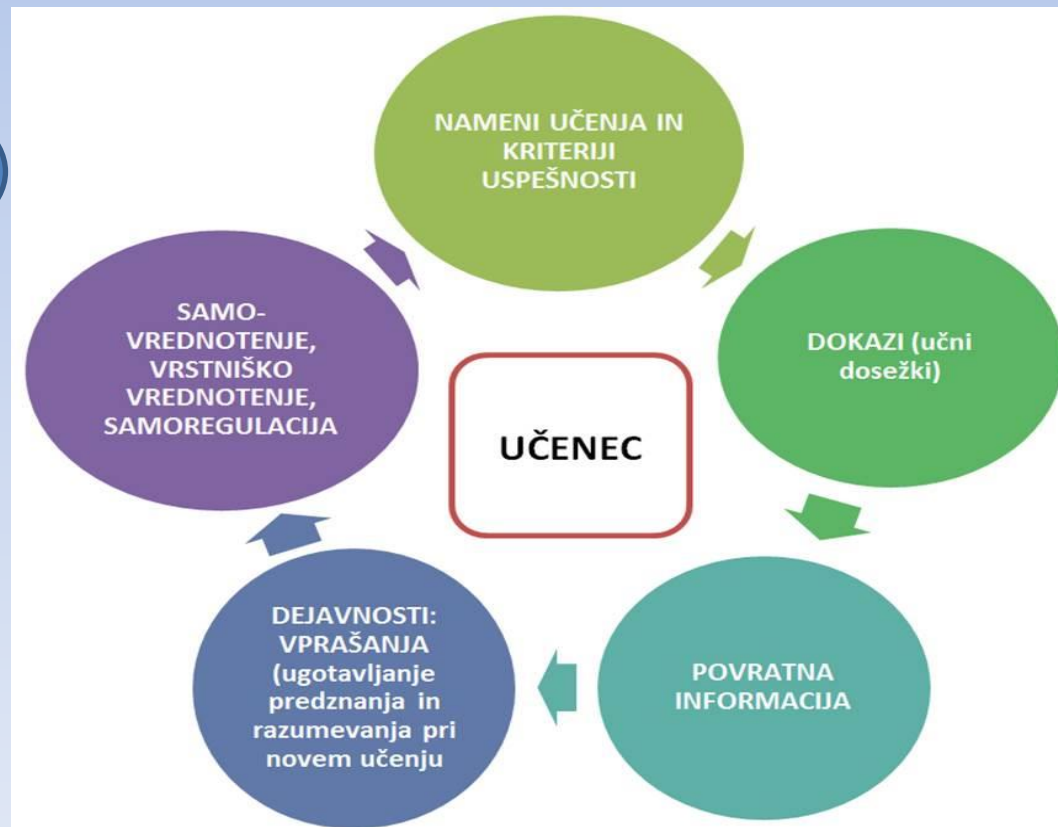 NAMENI UČENJA IN
KRITERIJI
USPEŠNOSTI
DOKAZI (učni
dosežki)
POVRATNA
INFORMACIJA
DEJAVNOSTI:
VPRAŠANJA
(ugotavljanje
predznanja in
razumevanja pri
novem učenju
SAMO-
VREDNOTENJE,
VRSTNIŠKO
VREDNOTENJE,
SAMOREGULACIJA
UČENEC